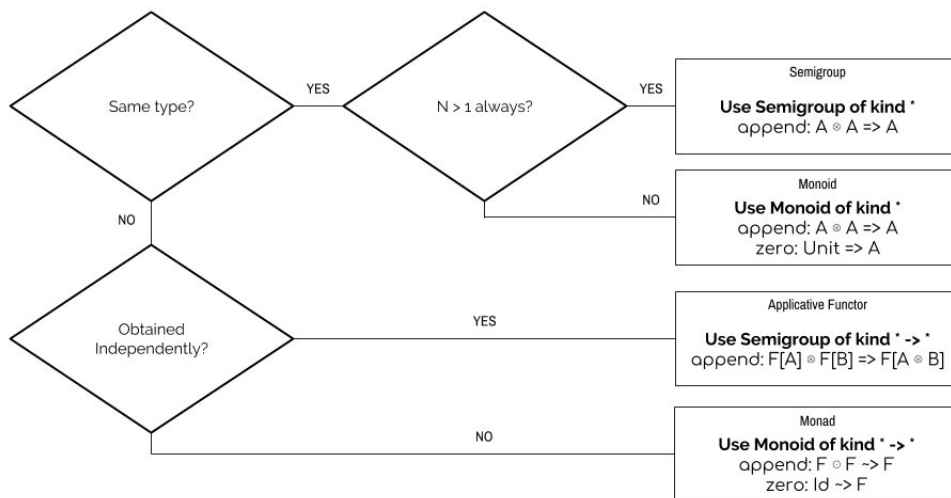 Same type?
YES
N > 1 always?
YES
Semigroup
Use Semigroup of kind *
append: A ⊗ A => A
NO
NO
Monoid
Use Monoid of kind *
append: A ⊗ A => A
zero: Unit => A
Obtained
Independently?
YES
Applicative Functor
Use Semigroup of kind * -> *
append: F[A] ⊗ F[B] => F[A ⊗ B]
NO
Monad
Use Monoid of kind * -> *
append: F ⊙ F ~> F
zero: Id ~> F